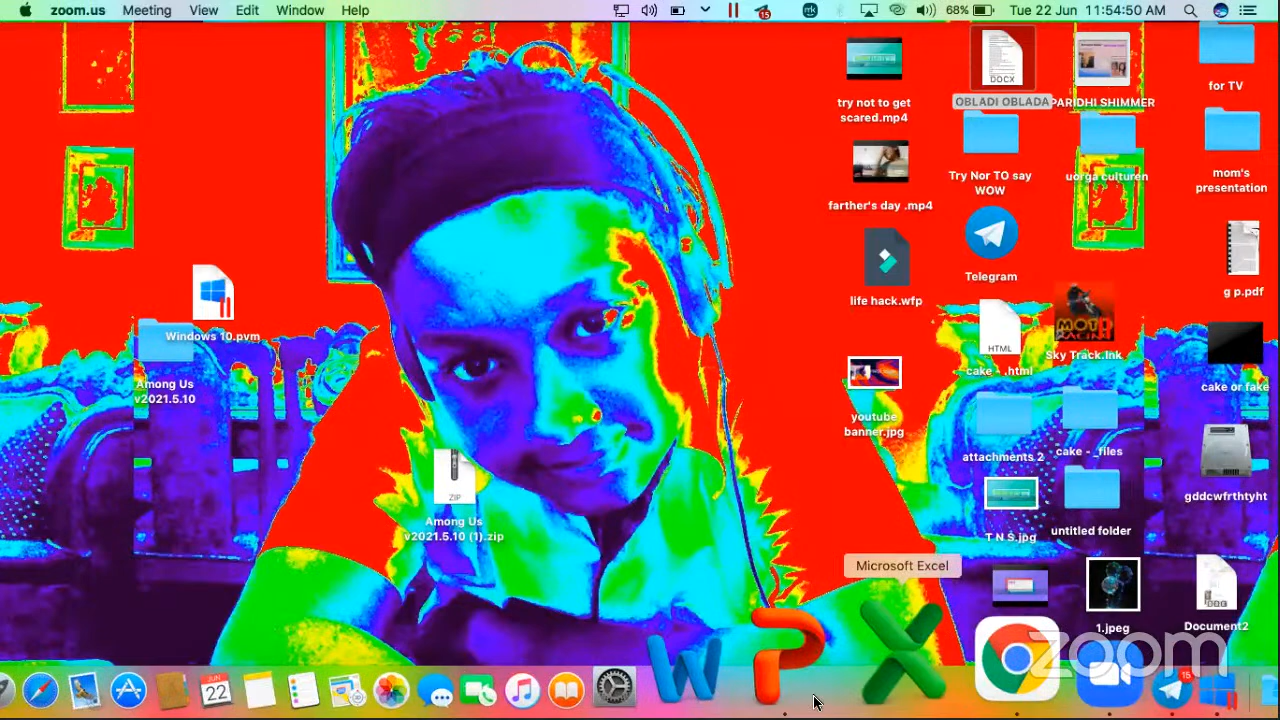 zoom.us Meeting View Edit Window Help
15
68%
Tue 22 Jun 11:54:50 AM
try not to get
scared.mp4
DOCX
OBLADI OBLADA
PARIDHI SHIMMER
for TV
farther's day .mp4
Try Nor TO say
WOW
uorga culturen
mom's
presentation
life hack.wfp
Telegram
g p.pdf
Windows 10.pvm
Among Us
v2021.5.10
HTML
cake - .html
MOTO
RACING
Sky Track.lnk
cake or fake
youtube
banner.jpg
attachments 2
cake - _files
gddcwfrthtyht
ZIP
Among Us
v2021.5.10 (1).zip
T N S.jpg
untitled folder
Microsoft Excel
1.jpeg
Document2
zoom
JUN
22
15